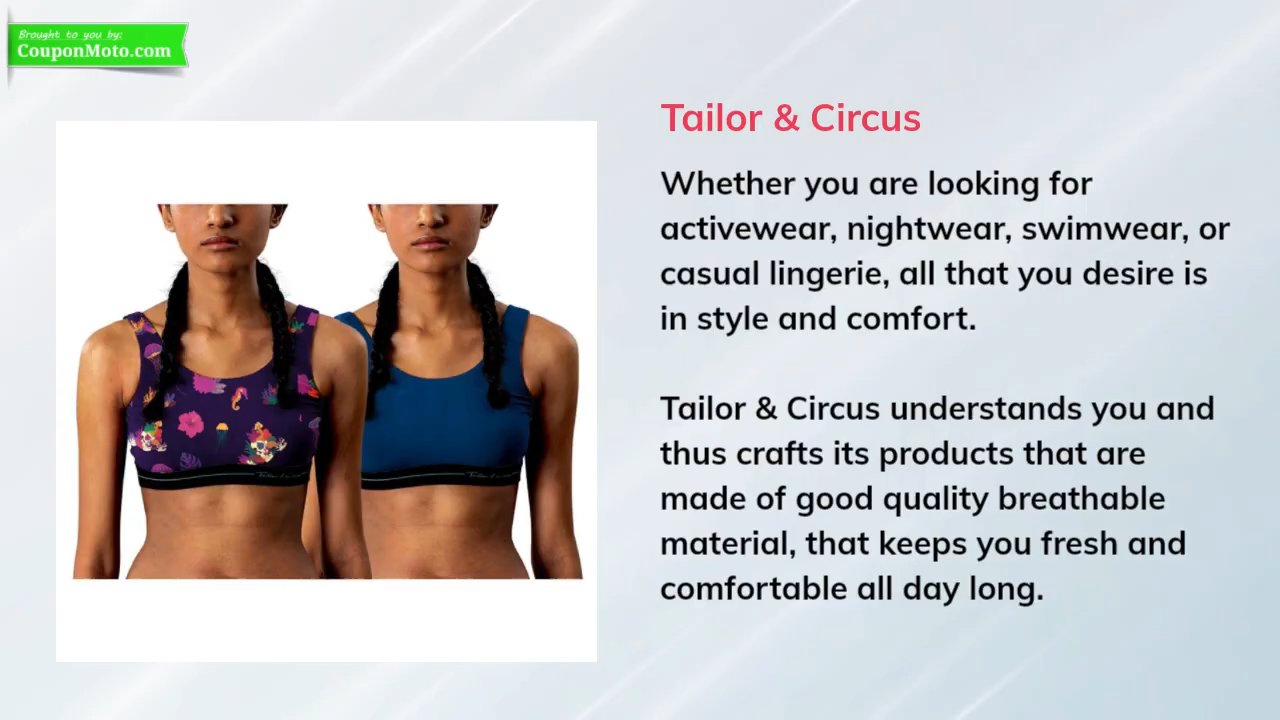 Brought to you by:
CouponMoto.com
Tailor & Circus
Whether you are looking for
activewear, nightwear, swimwear, or
casual lingerie, all that you desire is
in style and comfort.
Tailor & Circus understands you and
thus crafts its products that are
made of good quality breathable
material, that keeps you fresh and
comfortable all day long.